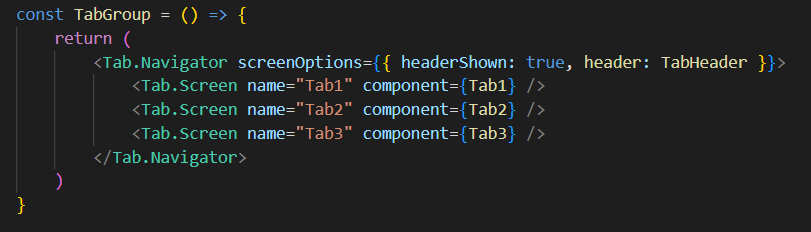 const TabGroup = () => {
    return (
        <Tab.Navigator screenOptions={{ headerShown: true, header: TabHeader }}>
            <Tab.Screen name="Tab1" component={Tab1} />
            <Tab.Screen name="Tab2" component={Tab2} />
            <Tab.Screen name="Tab3" component={Tab3} />
        </Tab.Navigator>
    )
}